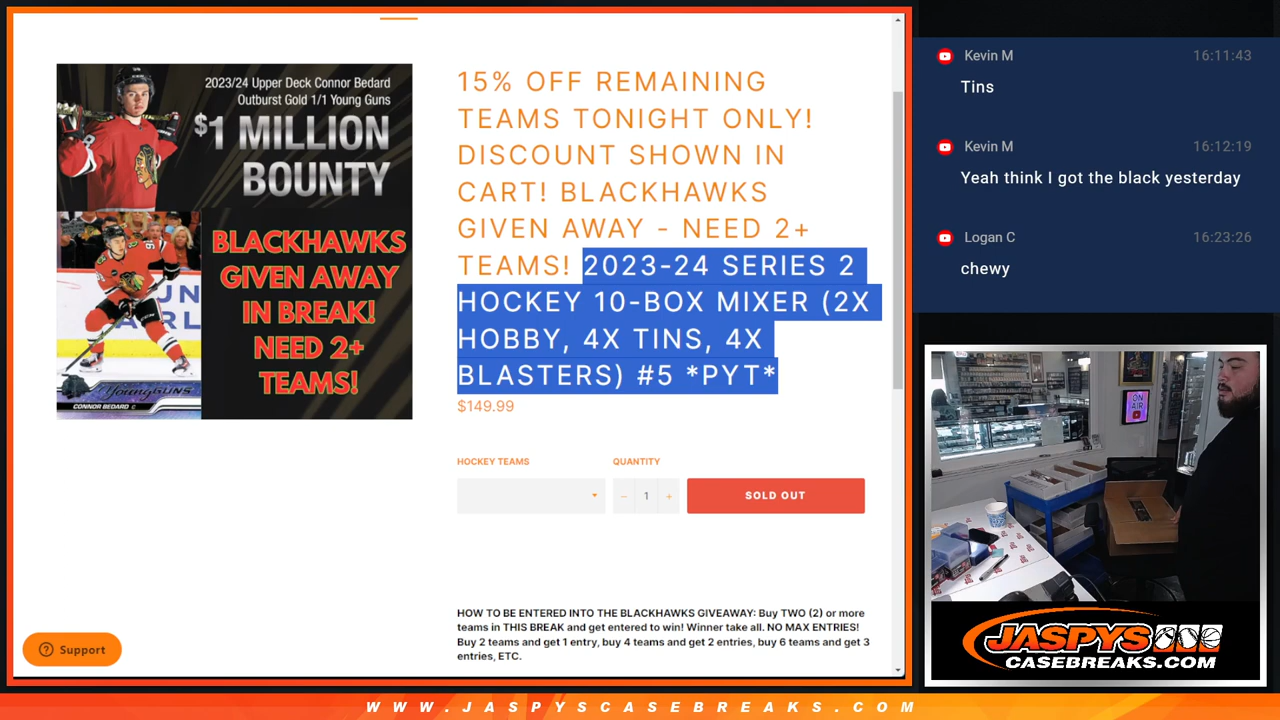 2023/24 Upper Deck Connor Bedard
Outburst Gold 1/1 Young Guns
$1 MILLION
BOUNTY
BLACKHAWKS
GIVEN AWAY
IN BREAK!
NEED 2+
TEAMS!
YOUNG GUNS
CONNOR BEDARD C
15% OFF REMAINING
TEAMS TONIGHT ONLY!
DISCOUNT SHOWN IN
CART! BLACKHAWKS
GIVEN AWAY - NEED 2+
TEAMS! 2023-24 SERIES 2
HOCKEY 10-BOX MIXER (2X
HOBBY, 4X TINS, 4X
BLASTERS) #5 *PYT*
$149.99
HOCKEY TEAMS
QUANTITY
− 1 +
SOLD OUT
HOW TO BE ENTERED INTO THE BLACKHAWKS GIVEAWAY: Buy TWO (2) or more
teams in THIS BREAK and get entered to win! Winner take all. NO MAX ENTRIES!
Buy 2 teams and get 1 entry, buy 4 teams and get 2 entries, buy 6 teams and get 3
entries, ETC.
Support
Kevin M 16:11:43
Tins
Kevin M 16:12:19
Yeah think I got the black yesterday
Logan C 16:23:26
chewy
ON
AIR
JASPYS
CASEBREAKS.COM
WWW.JASPYSCASEBREAKS.COM